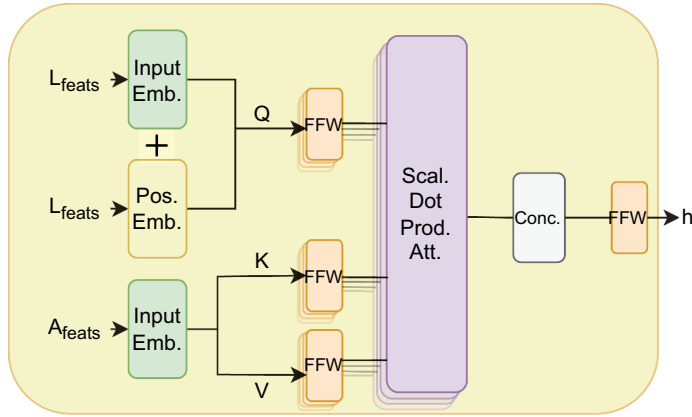 L_feats
Input
Emb.
+
L_feats
Pos.
Emb.
Q
FFW
A_feats
Input
Emb.
K
FFW
V
FFW
Scal.
Dot
Prod.
Att.
Conc.
FFW
h